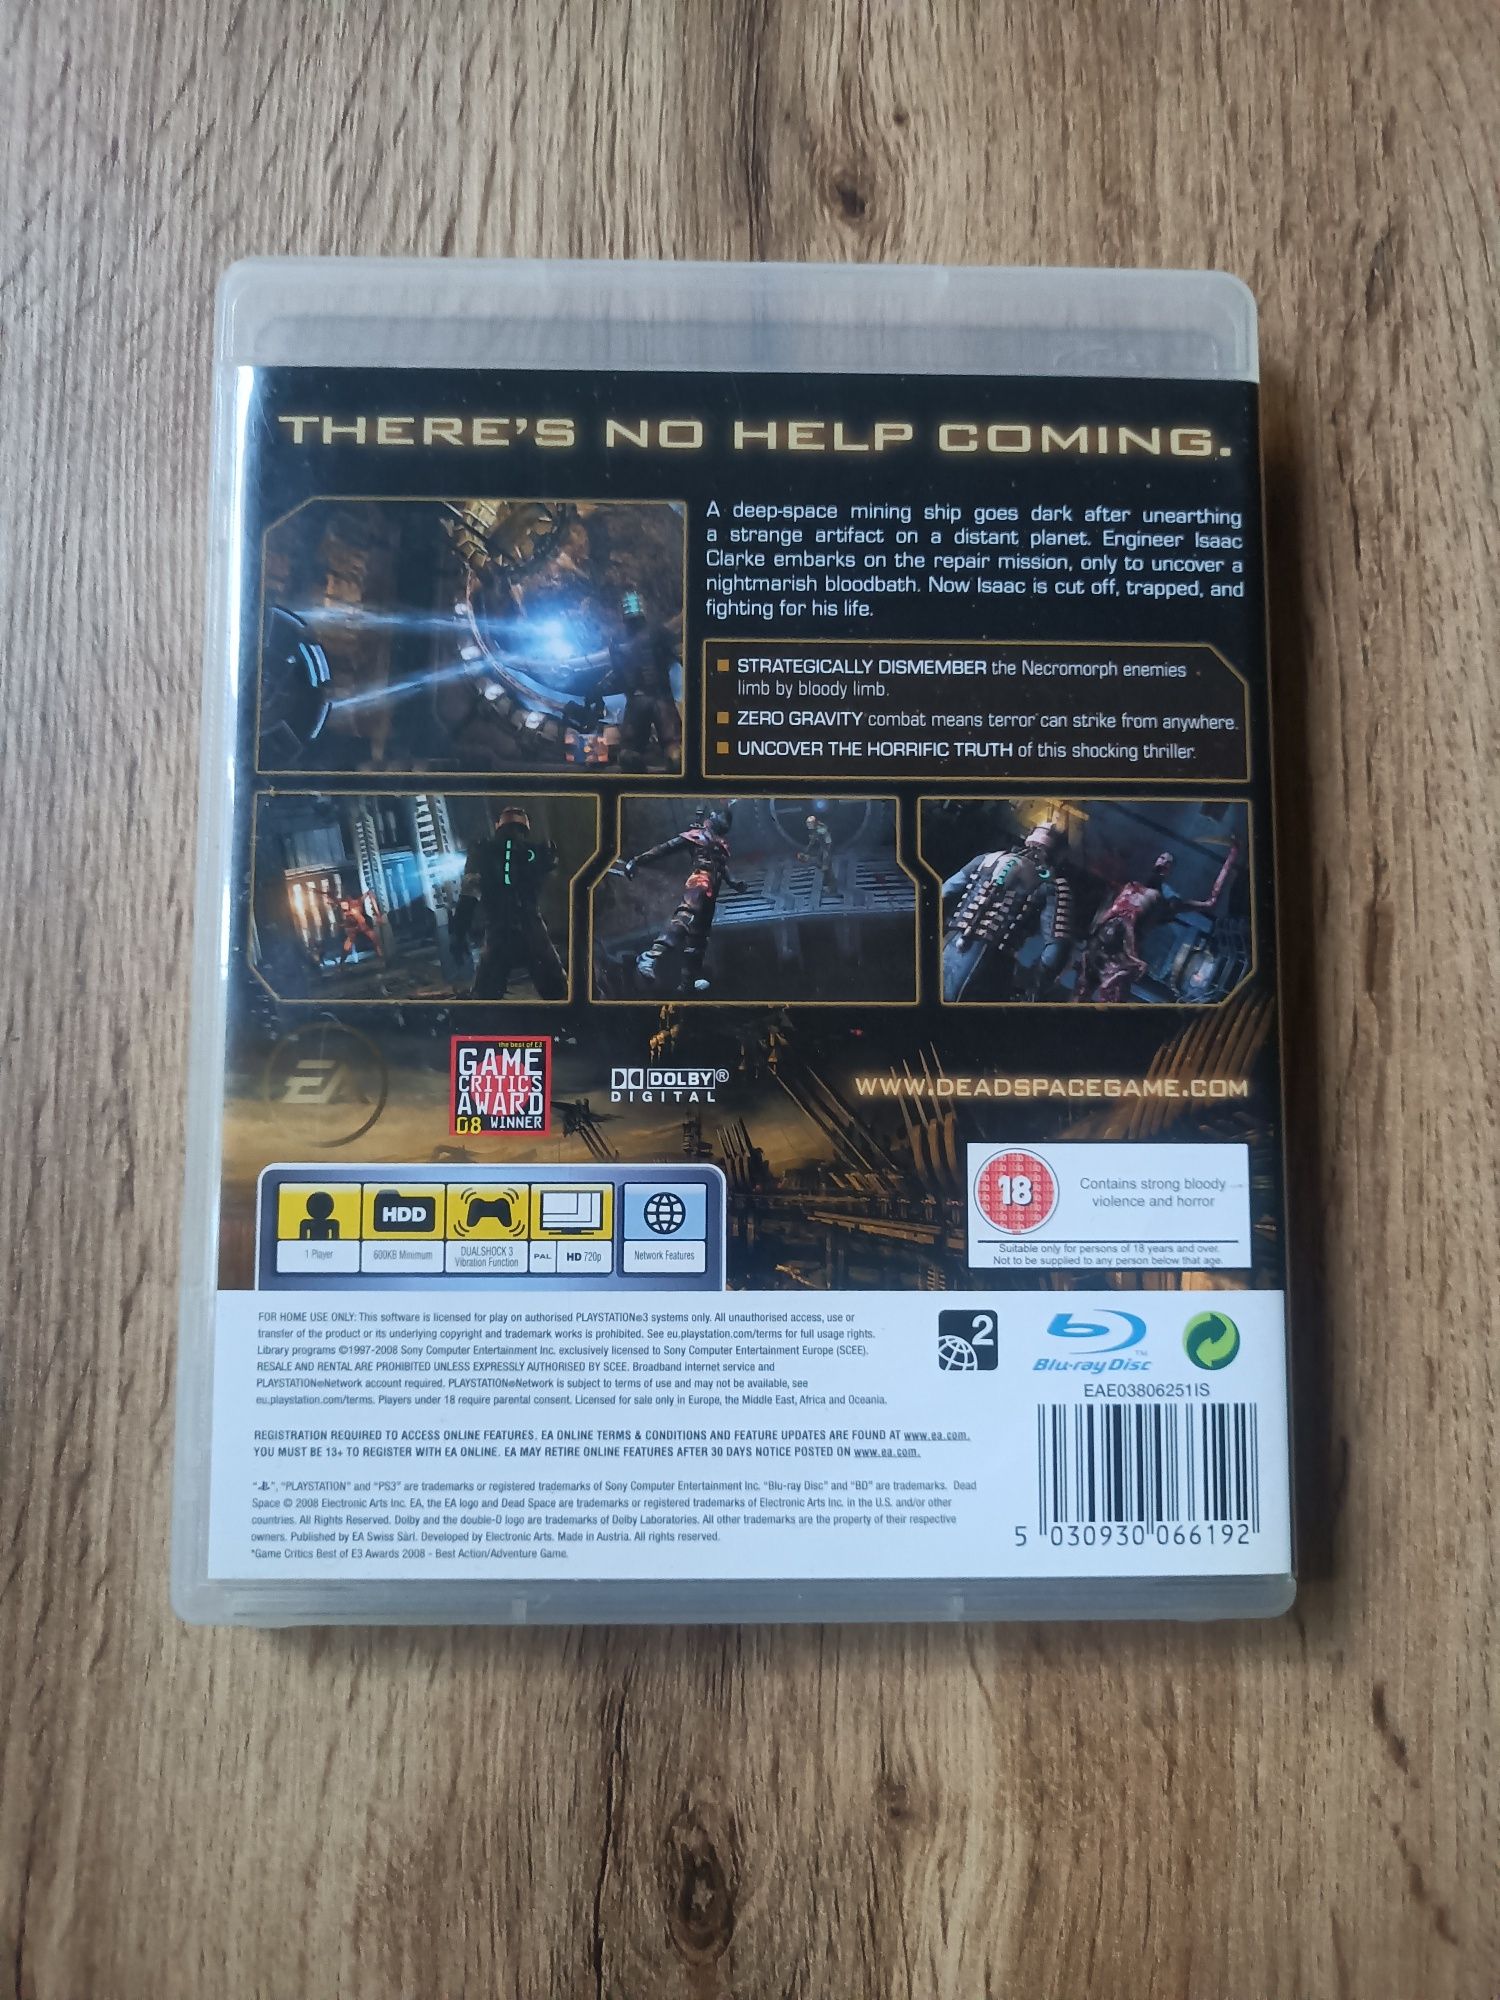 THERE'S NO HELP COMING.
A deep-space mining ship goes dark after unearthing
a strange artifact on a distant planet. Engineer Isaac
Clarke embarks on the repair mission, only to uncover a
nightmarish bloodbath. Now Isaac is cut off, trapped, and
fighting for his life.
STRATEGICALLY DISMEMBER the Necromorph enemies
limb by bloody limb.
ZERO GRAVITY combat means terror can strike from anywhere.
UNCOVER THE HORRIFIC TRUTH of this shocking thriller.
EA
the best of E3
GAME
CRITICS
AWARD
08 WINNER
*
DOLBY®
DIGITAL
WWW.DEADSPACEGAME.COM
18
Contains strong bloody
violence and horror
Suitable only for persons of 18 years and over.
Not to be supplied to any person below that age.
HDD
1 Player
600KB Minimum
DUALSHOCK 3
Vibration Function
PAL
HD 720p
Network Features
FOR HOME USE ONLY: This software is licensed for play on authorised PLAYSTATION®3 systems only. All unauthorised access, use or
transfer of the product or its underlying copyright and trademark works is prohibited. See eu.playstation.com/terms for full usage rights.
Library programs ©1997-2008 Sony Computer Entertainment Inc. exclusively licensed to Sony Computer Entertainment Europe (SCEE).
RESALE AND RENTAL ARE PROHIBITED UNLESS EXPRESSLY AUTHORISED BY SCEE. Broadband internet service and
PLAYSTATION®Network account required. PLAYSTATION®Network is subject to terms of use and may not be available, see
eu.playstation.com/terms. Players under 18 require parental consent. Licensed for sale only in Europe, the Middle East, Africa and Oceania.
2
Blu-ray Disc™
EAE03806251IS
REGISTRATION REQUIRED TO ACCESS ONLINE FEATURES. EA ONLINE TERMS & CONDITIONS AND FEATURE UPDATES ARE FOUND AT www.ea.com.
YOU MUST BE 13+ TO REGISTER WITH EA ONLINE. EA MAY RETIRE ONLINE FEATURES AFTER 30 DAYS NOTICE POSTED ON www.ea.com.
"PS", "PLAYSTATION" and "PS3" are trademarks or registered trademarks of Sony Computer Entertainment Inc. "Blu-ray Disc" and "BD" are trademarks. Dead
Space © 2008 Electronic Arts Inc. EA, the EA logo and Dead Space are trademarks or registered trademarks of Electronic Arts Inc. in the U.S. and/or other
countries. All Rights Reserved. Dolby and the double-D logo are trademarks of Dolby Laboratories. All other trademarks are the property of their respective
owners. Published by EA Swiss Sàrl. Developed by Electronic Arts. Made in Austria. All rights reserved.
*Game Critics Best of E3 Awards 2008 - Best Action/Adventure Game.
5 030930 066192